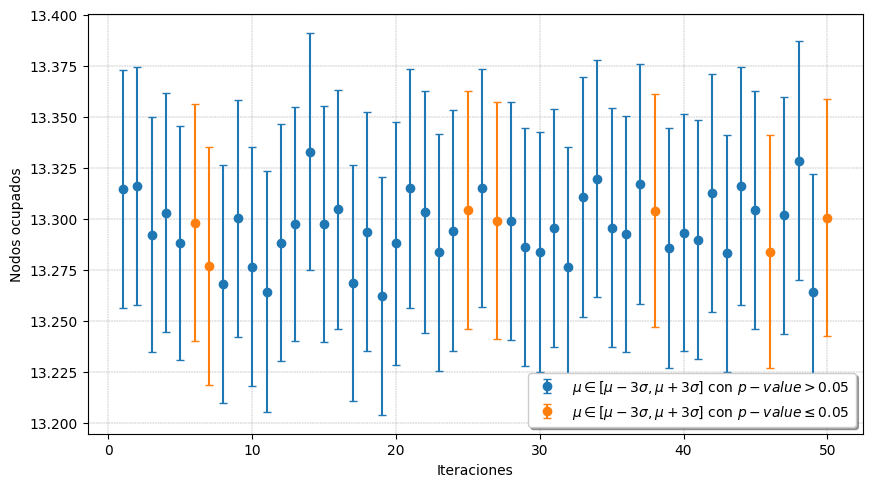 13.400
13.375
13.350
13.325
13.300
13.275
13.250
13.225
13.200
Nodos ocupados
μ ∈ [μ − 3σ, μ + 3σ] con p − value > 0.05
μ ∈ [μ − 3σ, μ + 3σ] con p − value ≤ 0.05
0 10 20 30 40 50
Iteraciones